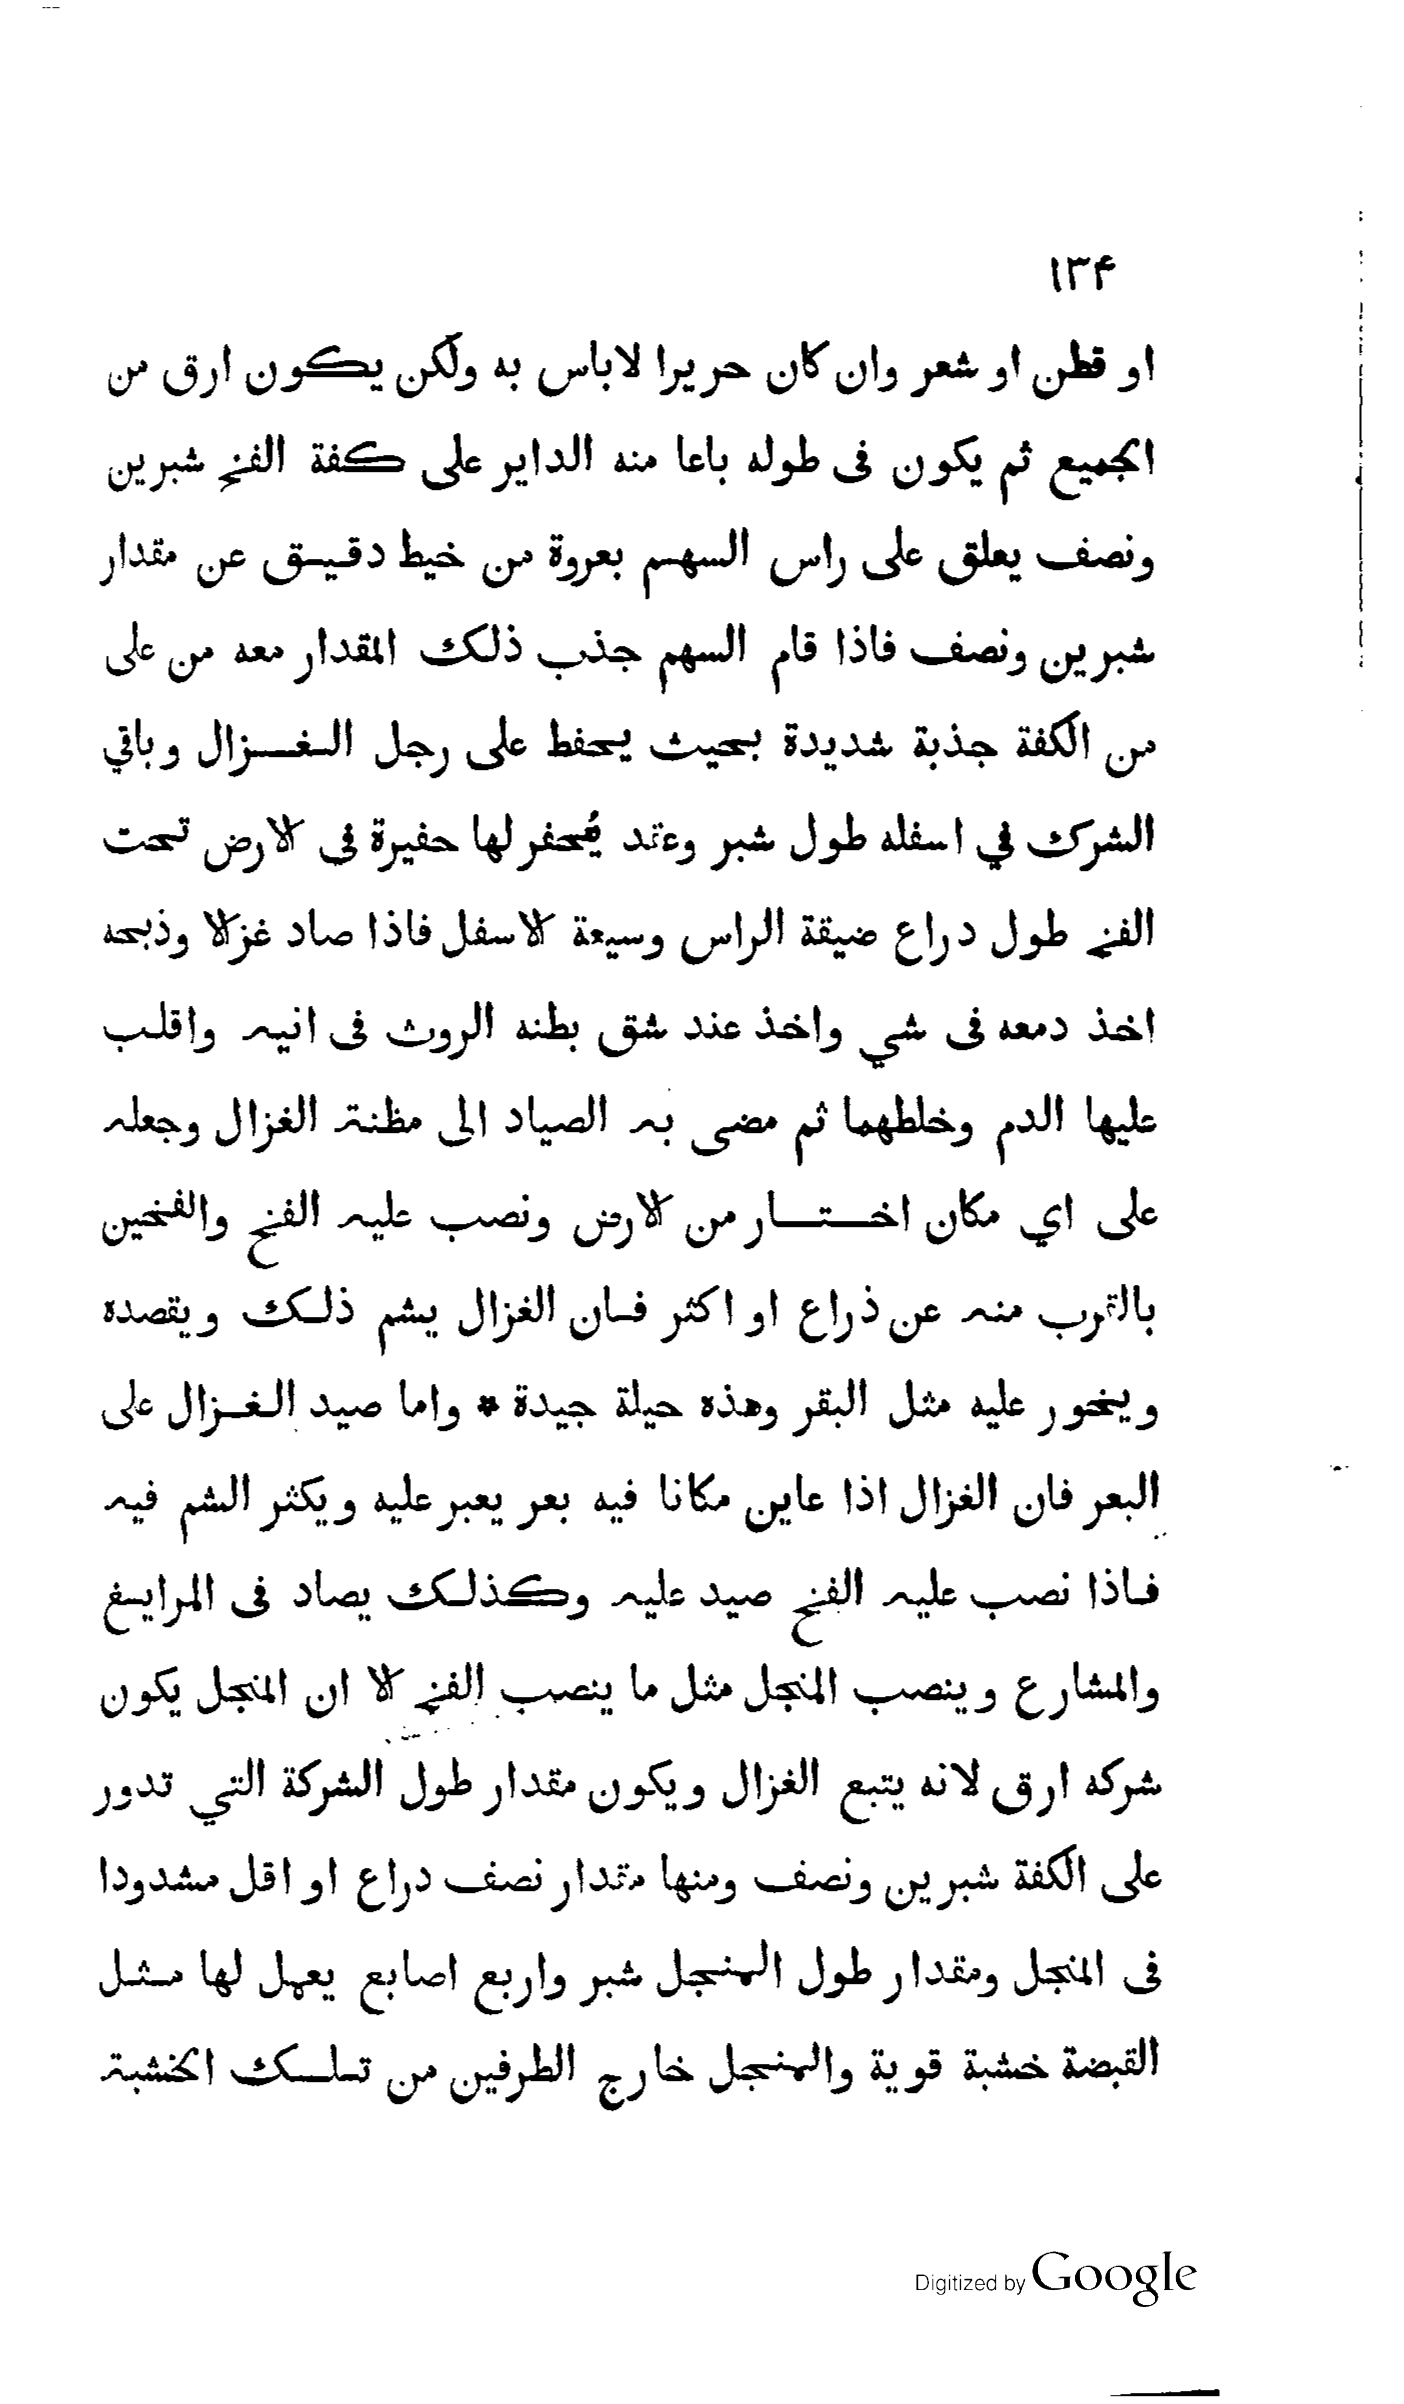 ١٣۴
او قطن او شعر وان كان حريرا لاباس به ولكن يكون ارق من
الجميع ثم يكون فى طوله باعا منه الداير على كفة الفخ شبرين
ونصف يعلق على راس السهم بعروة من خيط دقيق عن مقدار
شبرين ونصف فاذا قام السهم جذب ذلك المقدار معه من على
من الكفة جذبة شديدة بحيث يحفط على رجل الغزال وباقي
الشرك في اسفله طول شبر وعقد فيحفر لها حفيرة فى الارض تحت
الفخ طول دراع ضيقة الراس وسيعة الاسفل فاذا صاد غزالا وذبحه
اخذ دمعه فى شي واخذ عند شق بطنه الروث فى انيه واقلب
عليها الدم وخلطهما ثم مضى به الصياد الى مظنة الغزال وجعله
على اي مكان اختار من الارض ونصب عليه الفخ والفخين
بالقرب منه عن ذراع او اكثر فان الغزال يشم ذلك ويقصده
ويخور عليه مثل البقر وهذه حيلة جيدة * واما صيد الغزال على
البعر فان الغزال اذا عاين مكانا فيه بعر يعبر عليه ويكثر الشم فيه
فاذا نصب عليه الفخ صيد عليه وكذلك يصاد فى المرايغ
والمشارع وينصب المنجل مثل ما ينصب الفخ الا ان المنجل يكون
شركه ارق لانه يتبع الغزال ويكون مقدار طول الشركة التي تدور
على الكفة شبرين ونصف ومنها مقدار نصف دراع او اقل مشدودا
فى المنجل ومقدار طول المنجل شبر واربع اصابع يعمل لها مثل
القبضة خشبة قوية والمنجل خارج الطرفين من تلك الخشبة
Digitized by Google